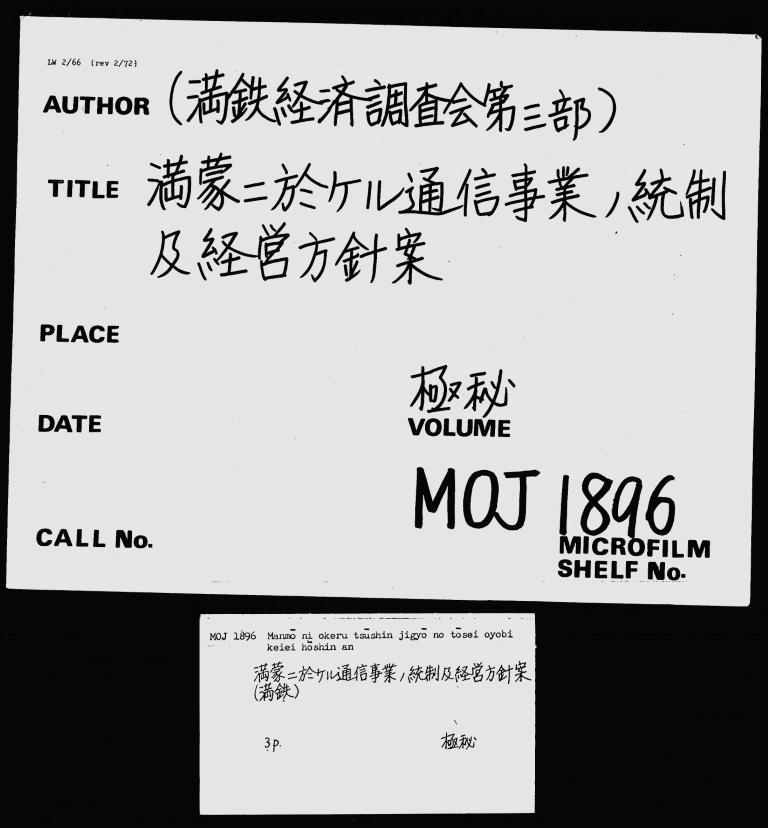 LW 2/66 (rev 2/72)
AUTHOR (満鉄経済調査会第三部)
TITLE 満蒙ニ於ケル通信事業ノ統制
及経営方針案
PLACE
極秘
DATE
VOLUME
MOJ 1896
CALL No.
MICROFILM
SHELF No.
MOJ 1896 Manmō ni okeru tsūshin jigyō no tōsei oyobi
keiei hōshin an
満蒙ニ於ケル通信事業ノ統制及経営方針案
(満鉄)
3p. 極秘